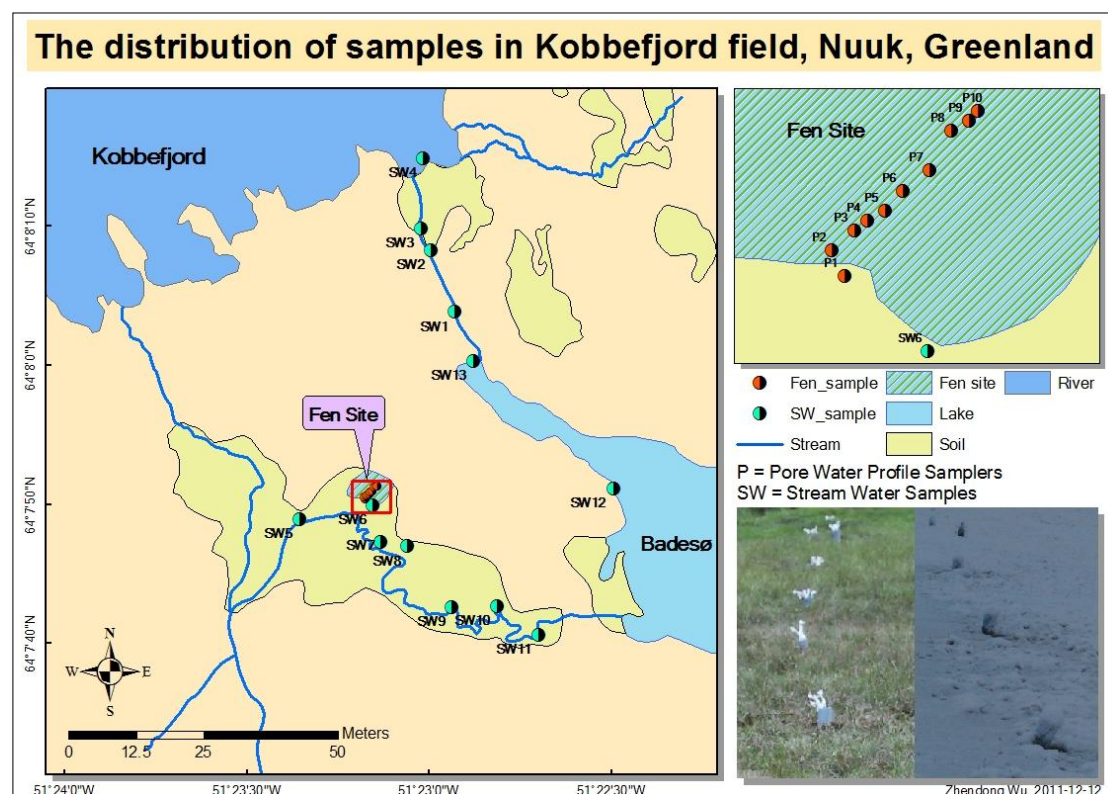 The distribution of samples in Kobbefjord field, Nuuk, Greenland
Kobbefjord
SW4
SW3
SW2
SW1
SW13
Fen Site
SW12
SW6
SW5
SW7
SW8
Badesø
SW9
SW10
SW11
64°8'10"N
64°8'0"N
64°7'50"N
64°7'40"N
N
W
E
S
Meters
0 12.5 25 50
51°24'0"W 51°23'30"W 51°23'0"W 51°22'30"W
Fen Site
P10
P9
P8
P7
P6
P5
P4
P3
P2
P1
SW6
Fen_sample Fen site River
SW_sample Lake
Stream Soil
P = Pore Water Profile Samplers
SW = Stream Water Samples
Zhendong Wu, 2011-12-12